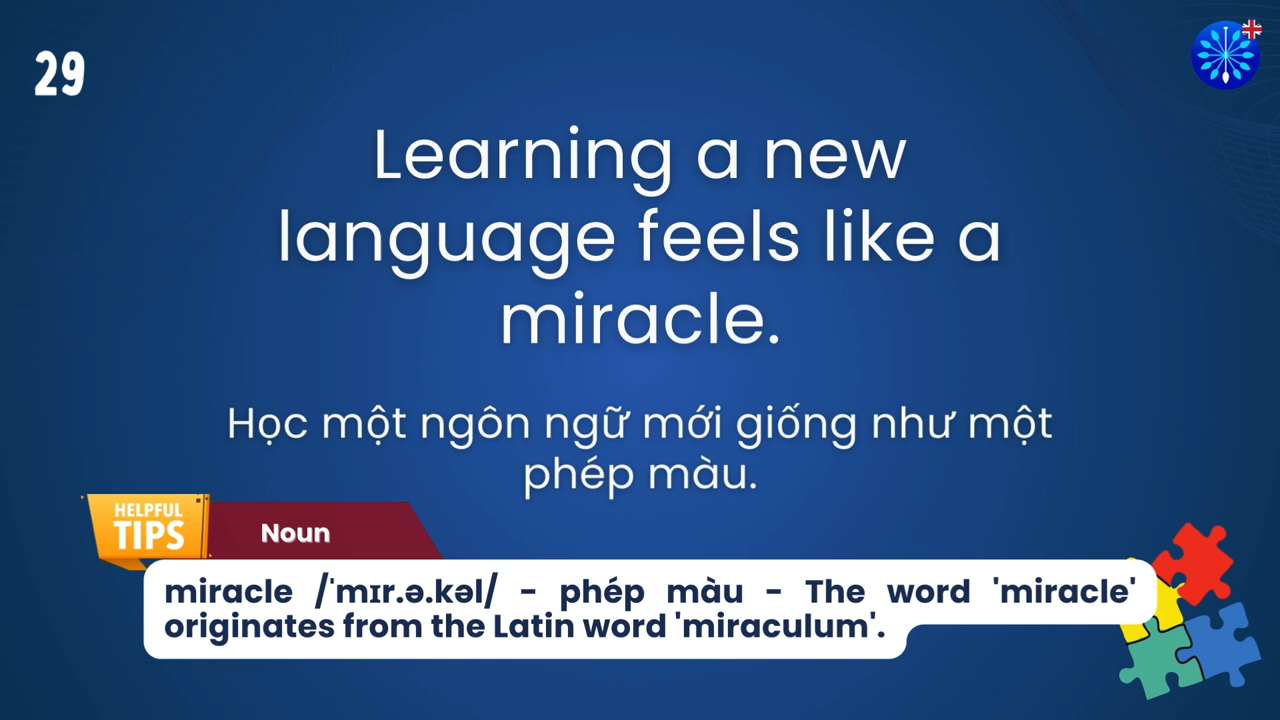 29
Learning a new
language feels like a
miracle.
Học một ngôn ngữ mới giống như một
phép màu.
HELPFUL
TIPS
Noun
miracle /ˈmɪr.ə.kəl/ - phép màu - The word 'miracle'
originates from the Latin word 'miraculum'.